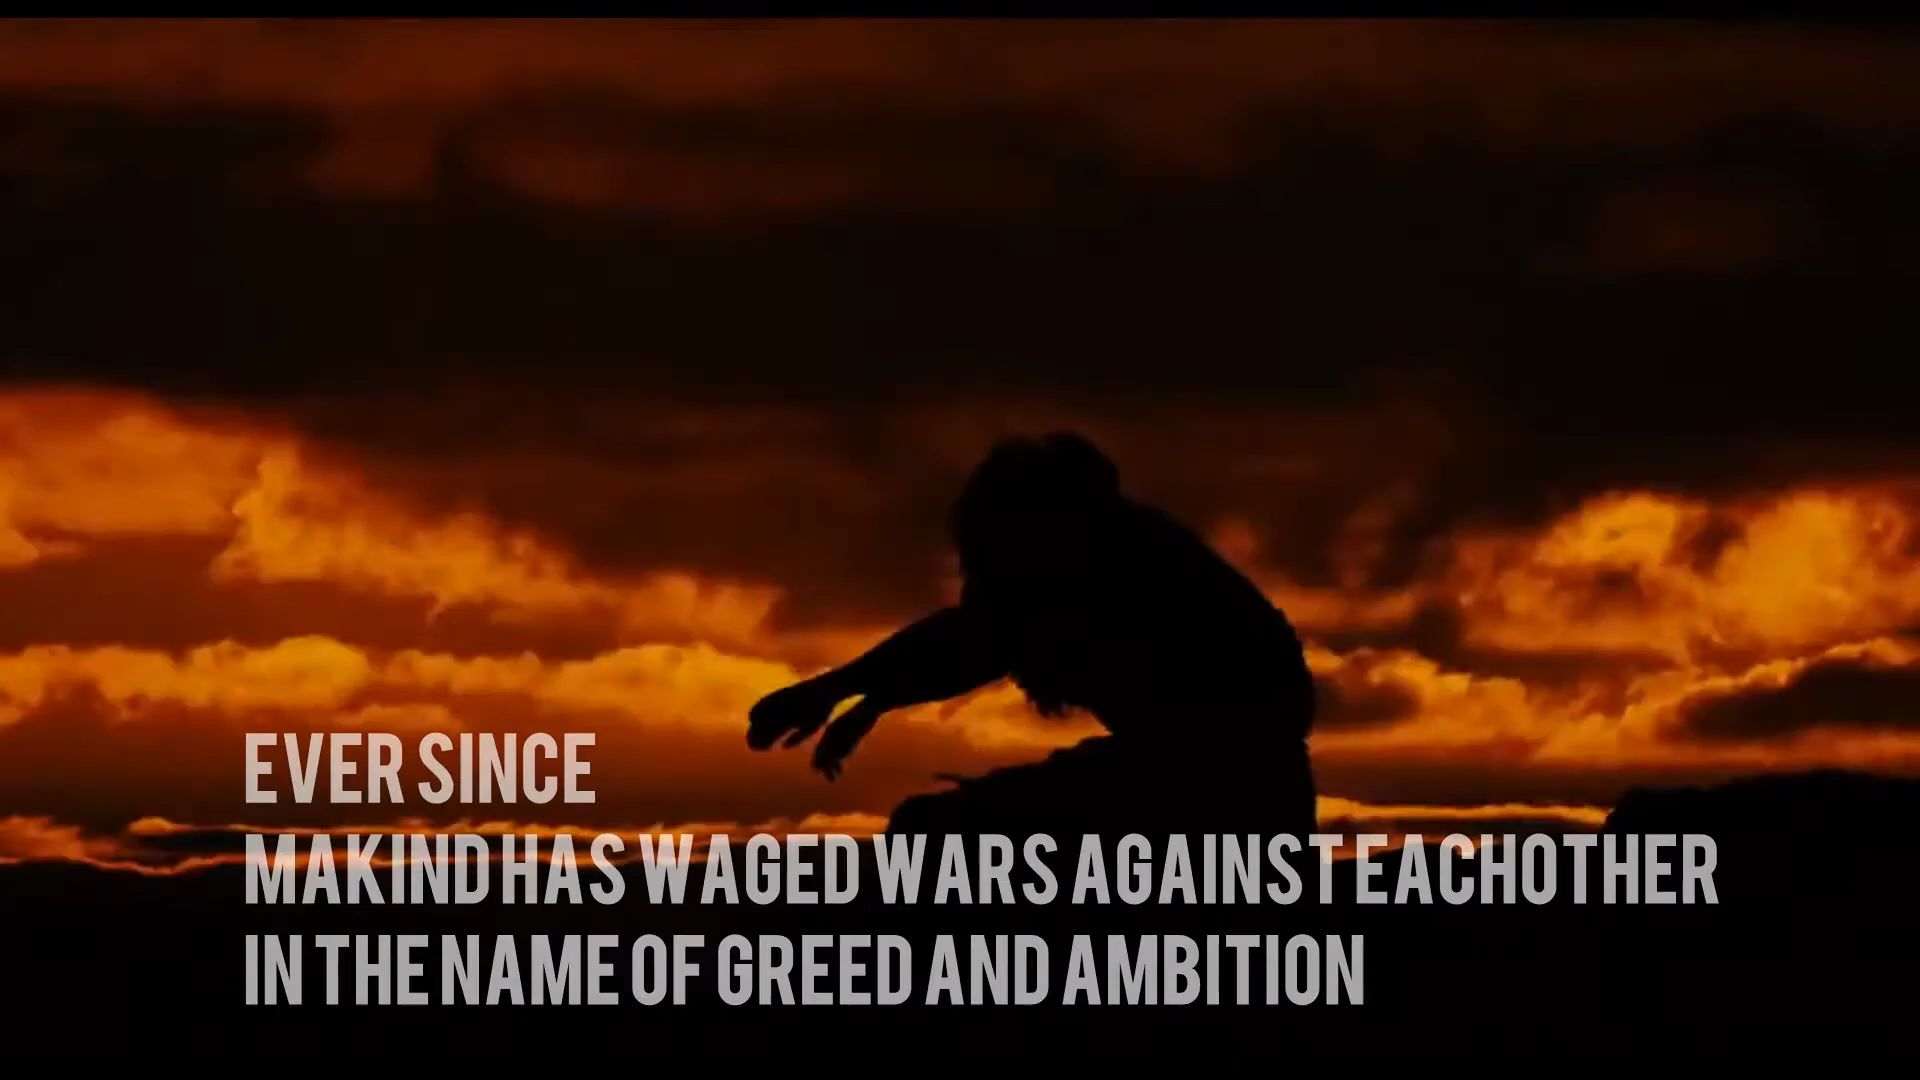 EVER SINCE
MAKIND HAS WAGED WARS AGAINST EACHOTHER
IN THE NAME OF GREED AND AMBITION